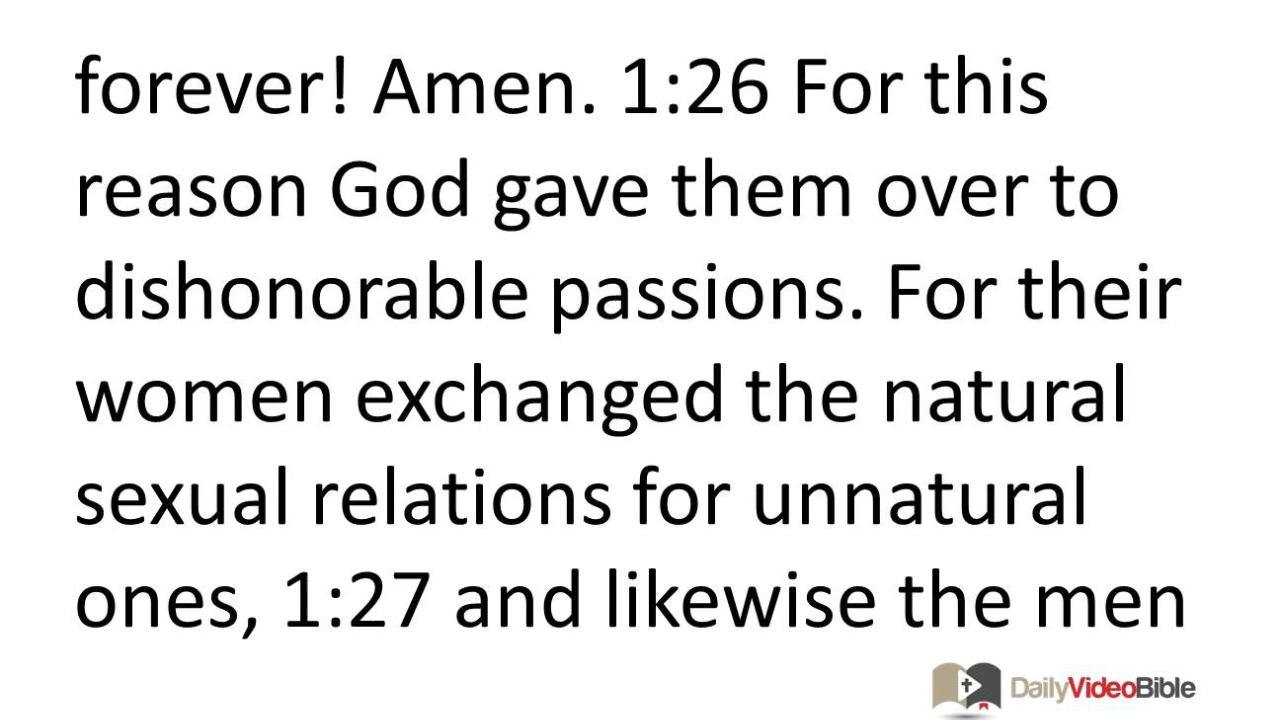 forever! Amen. 1:26 For this
reason God gave them over to
dishonorable passions. For their
women exchanged the natural
sexual relations for unnatural
ones, 1:27 and likewise the men
DailyVideoBible